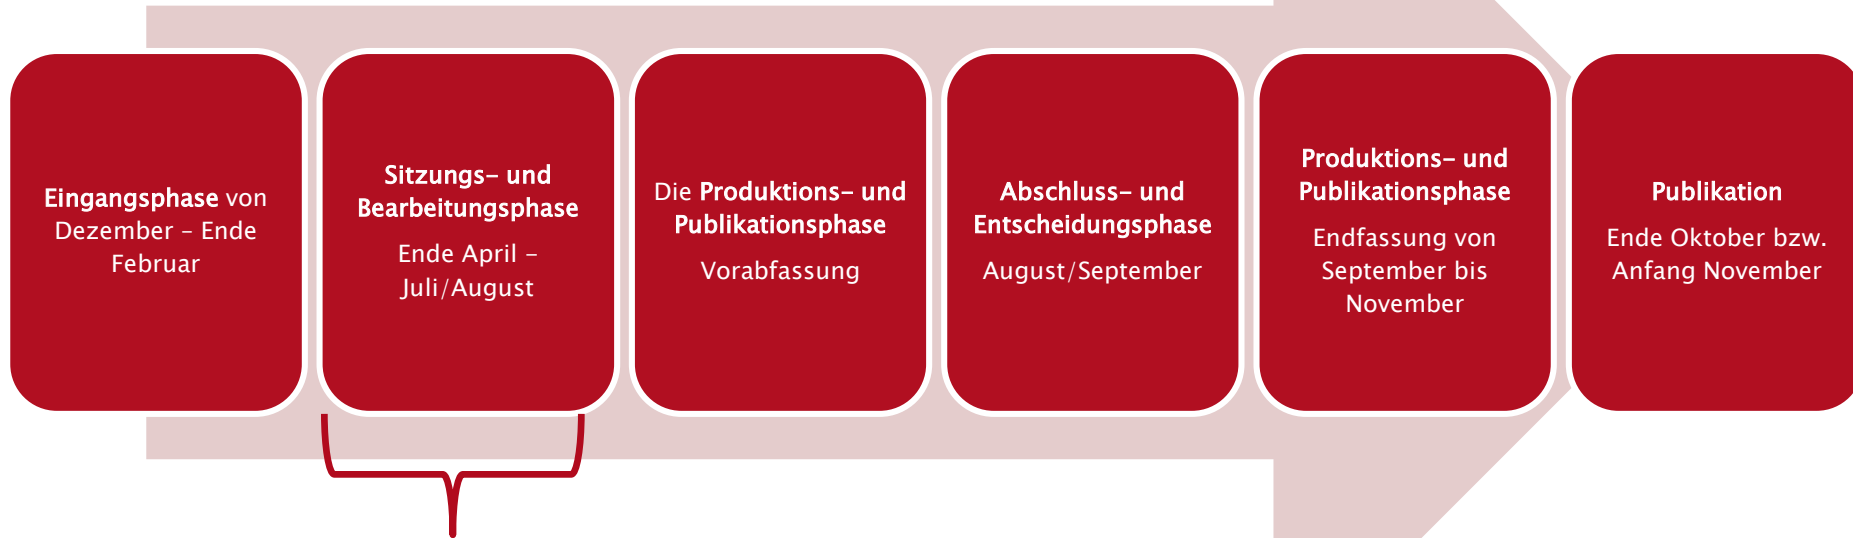 Eingangsphase von
Dezember – Ende
Februar
Sitzungs- und
Bearbeitungsphase
Ende April –
Juli/August
Die Produktions- und
Publikationsphase
Vorabfassung
Abschluss- und
Entscheidungsphase
August/September
Produktions- und
Publikationsphase
Endfassung von
September bis
November
Publikation
Ende Oktober bzw.
Anfang November